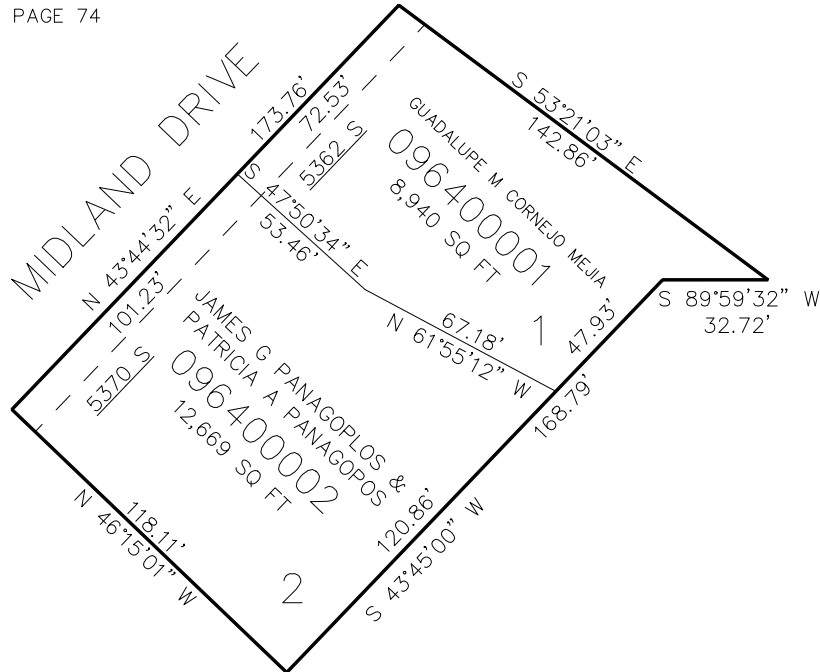 PAGE 74
MIDLAND DRIVE
N 43°44'32" E
173.76'
72.53'
101.23'
5362 S
5370 S
S 53°21'03" E
142.86'
GUADALUPE M CORNEJO MEJIA
096400001
8,940 SQ FT
1
S 89°59'32" W
32.72'
S 47°50'34" E
53.46'
67.18'
N 61°55'12" W
47.93'
168.79'
120.86'
S 43°45'00" W
JAMES G PANAGOPLOS &
PATRICIA A PANAGOPOS
096400002
12,669 SQ FT
2
118.11'
N 46°15'01" W